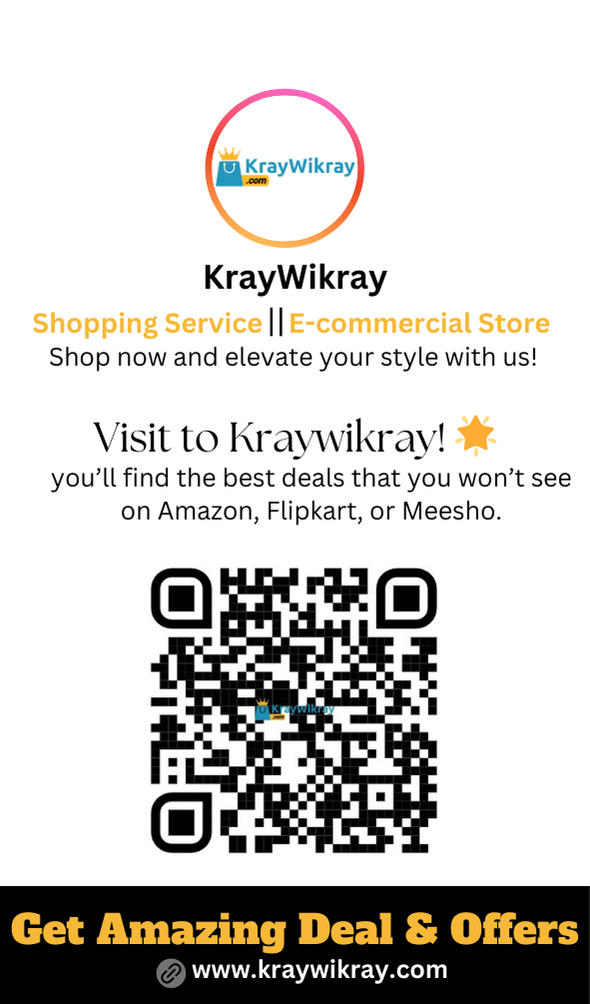 KrayWikray
.com
KrayWikray
Shopping Service || E-commercial Store
Shop now and elevate your style with us!
Visit to Kraywikray!
you’ll find the best deals that you won’t see
on Amazon, Flipkart, or Meesho.
KrayWikray
.com
Get Amazing Deal & Offers
www.kraywikray.com